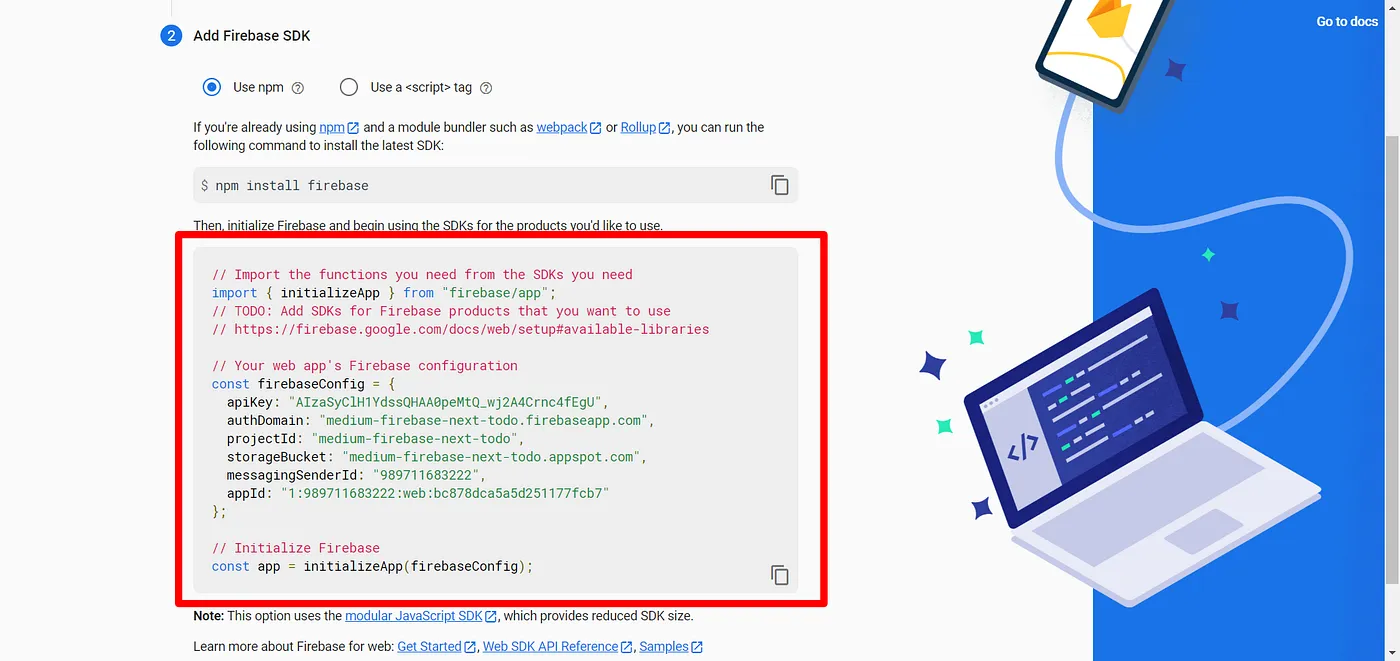 Go to docs
2 Add Firebase SDK
Use npm ? Use a <script> tag ?
If you're already using npm and a module bundler such as webpack or Rollup, you can run the
following command to install the latest SDK:
$ npm install firebase
Then, initialize Firebase and begin using the SDKs for the products you'd like to use.
// Import the functions you need from the SDKs you need
import { initializeApp } from "firebase/app";
// TODO: Add SDKs for Firebase products that you want to use
// https://firebase.google.com/docs/web/setup#available-libraries
// Your web app's Firebase configuration
const firebaseConfig = {
apiKey: "AIzaSyClH1YdssQHAA0peMtQ_wj2A4Crnc4fEgU",
authDomain: "medium-firebase-next-todo.firebaseapp.com",
projectId: "medium-firebase-next-todo",
storageBucket: "medium-firebase-next-todo.appspot.com",
messagingSenderId: "989711683222",
appId: "1:989711683222:web:bc878dca5a5d251177fcb7"
};
// Initialize Firebase
const app = initializeApp(firebaseConfig);
Note: This option uses the modular JavaScript SDK, which provides reduced SDK size.
Learn more about Firebase for web: Get Started, Web SDK API Reference, Samples
</>